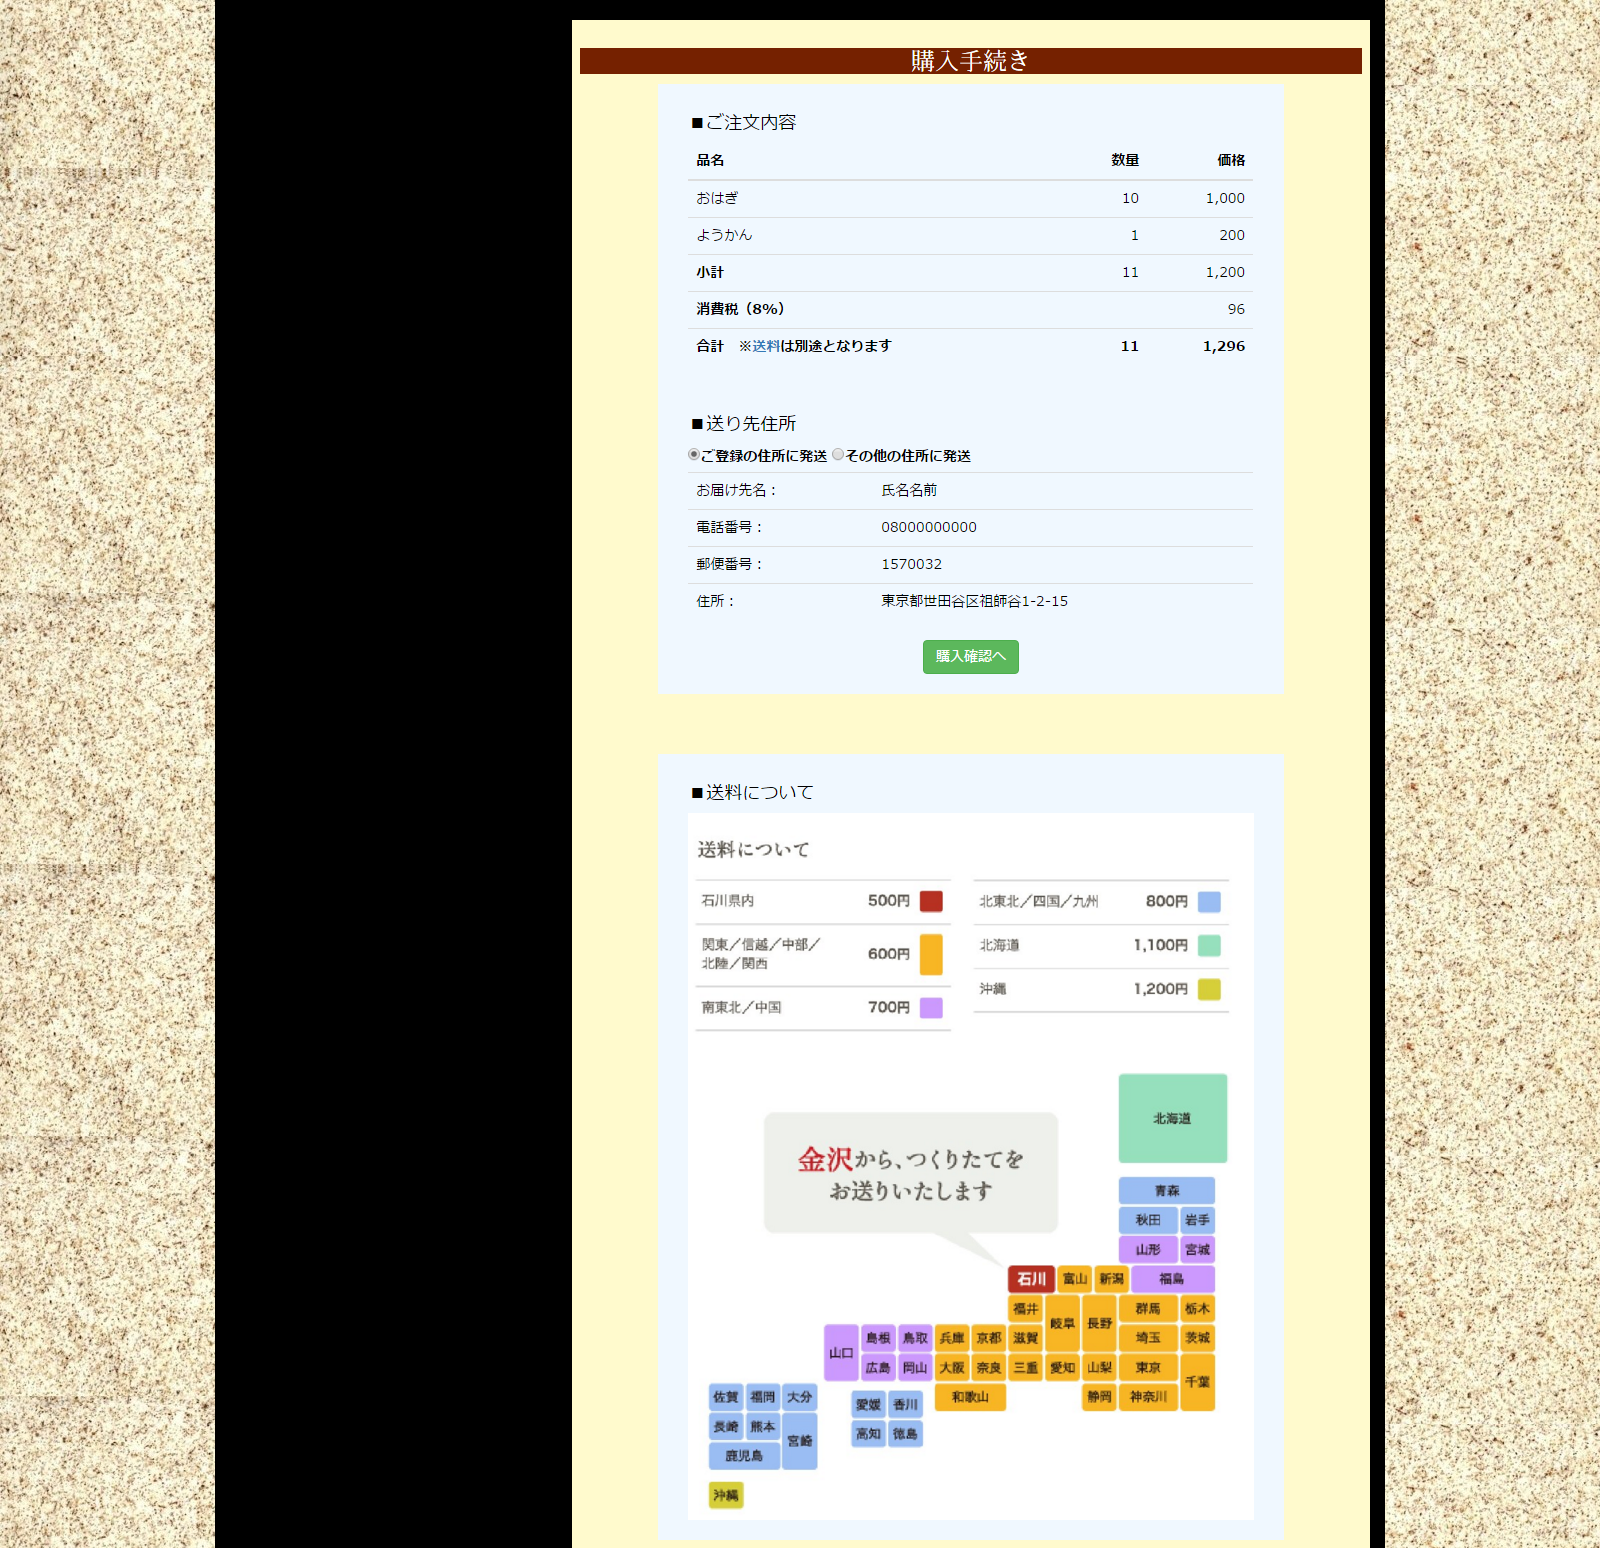 購入手続き
■ご注文内容
品名 数量 価格
おはぎ 10 1,000
ようかん 1 200
小計 11 1,200
消費税（8%） 96
合計　※送料は別途となります 11 1,296
■送り先住所
ご登録の住所に発送 その他の住所に発送
お届け先名： 氏名名前
電話番号： 08000000000
郵便番号： 1570032
住所： 東京都世田谷区祖師谷1-2-15
購入確認へ
■送料について
送料について
石川県内 500円
関東／信越／中部／
北陸／関西 600円
南東北／中国 700円
北東北／四国／九州 800円
北海道 1,100円
沖縄 1,200円
北海道
金沢から、つくりたてを
お送りいたします
青森
秋田 岩手
山形 宮城
石川 富山 新潟 福島
福井 岐阜 長野 群馬 栃木
山口 島根 鳥取 兵庫 京都 滋賀 埼玉 茨城
広島 岡山 大阪 奈良 三重 愛知 山梨 東京 千葉
佐賀 福岡 大分 愛媛 香川 和歌山 静岡 神奈川
長崎 熊本 宮崎 高知 徳島
鹿児島
沖縄